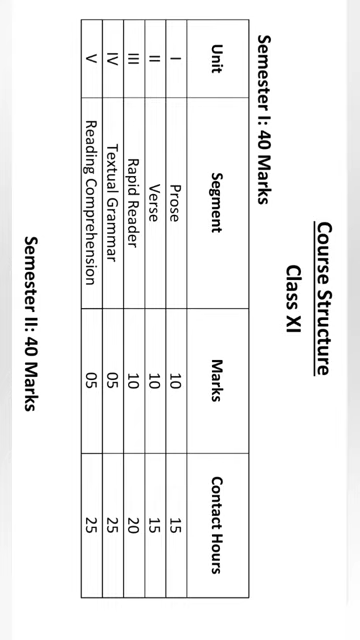 Course Structure
Class XI
Semester I: 40 Marks
Unit Segment Marks Contact Hours
I Prose 10 15
II Verse 10 15
III Rapid Reader 10 20
IV Textual Grammar 05 25
V Reading Comprehension 05 25
Semester II: 40 Marks